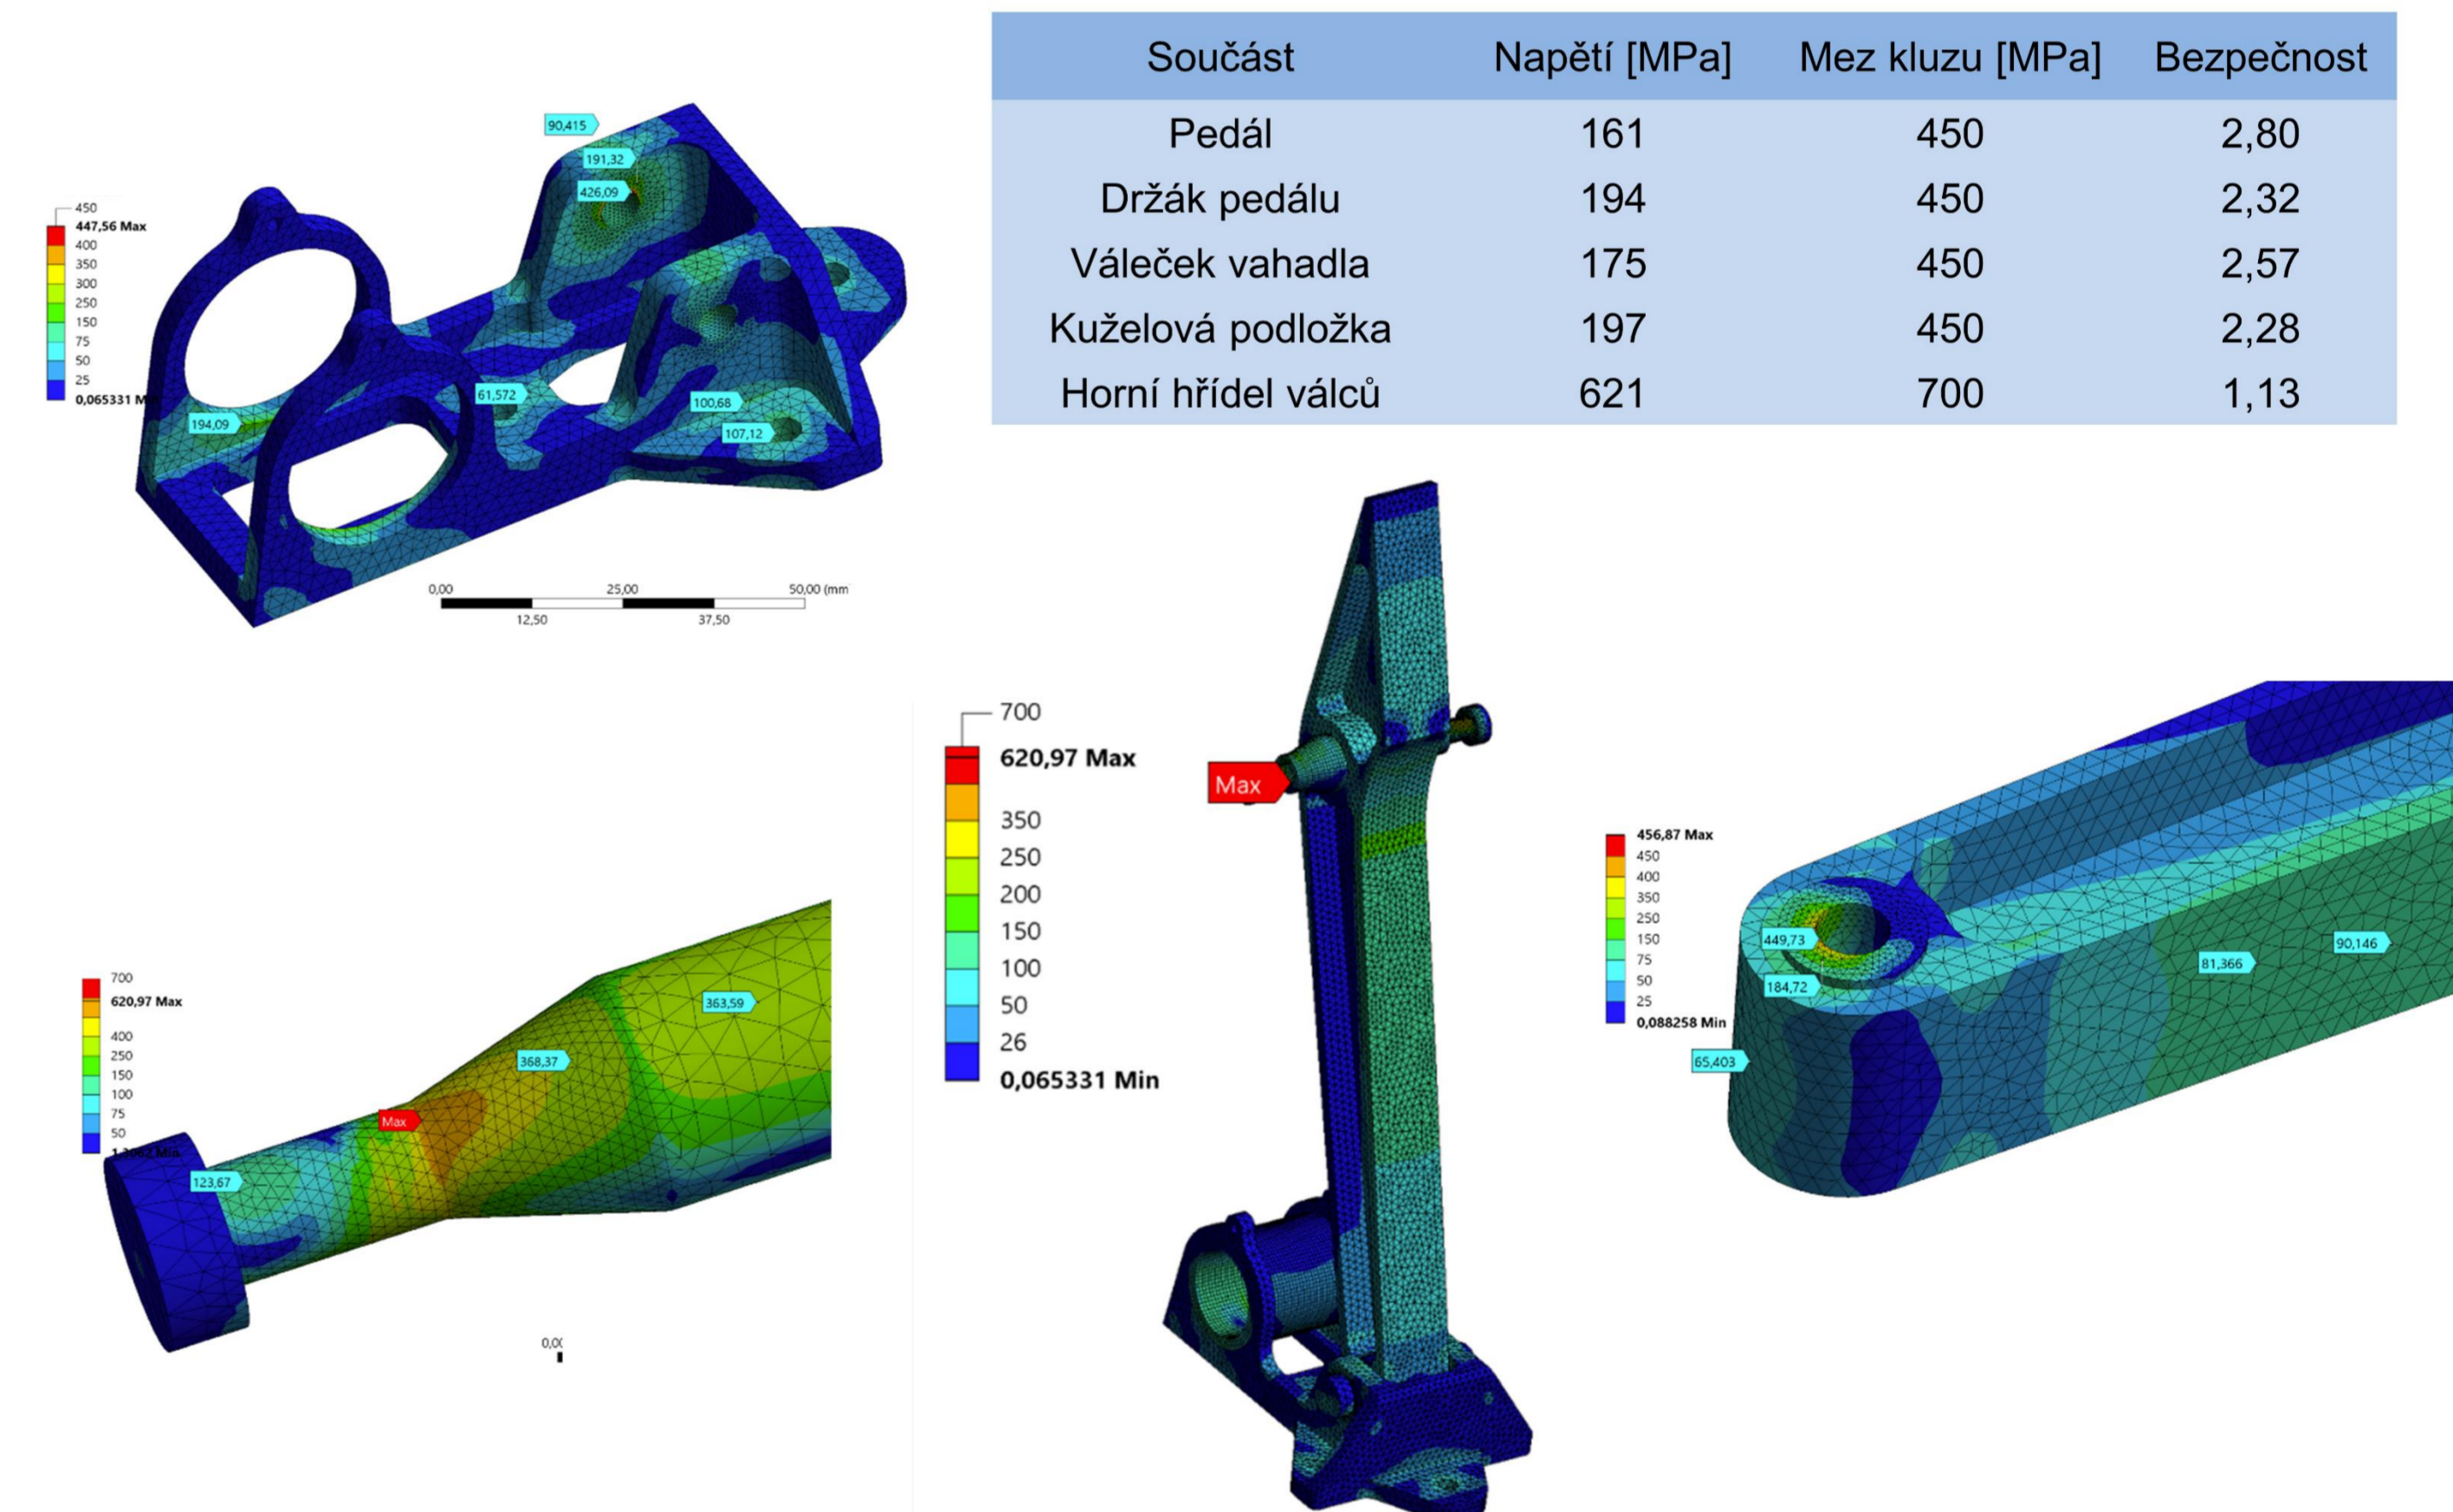 Součást Napětí [MPa] Mez kluzu [MPa] Bezpečnost
Pedál 161 450 2,80
Držák pedálu 194 450 2,32
Váleček vahadla 175 450 2,57
Kuželová podložka 197 450 2,28
Horní hřídel válců 621 700 1,13
450
447,56 Max
400
350
300
250
150
75
50
25
0,065331 M
90,415
191,32
426,09
194,09
61,572
100,68
107,12
0,00 25,00 50,00 (mm
12,50 37,50
700
620,97 Max
400
250
150
100
75
50
Min
363,59
368,37
Max
123,67
0,0(
700
620,97 Max
350
250
200
150
100
50
26
0,065331 Min
Max
456,87 Max
450
400
350
250
150
75
50
25
0,088258 Min
449,73
184,72
65,403
81,366
90,146